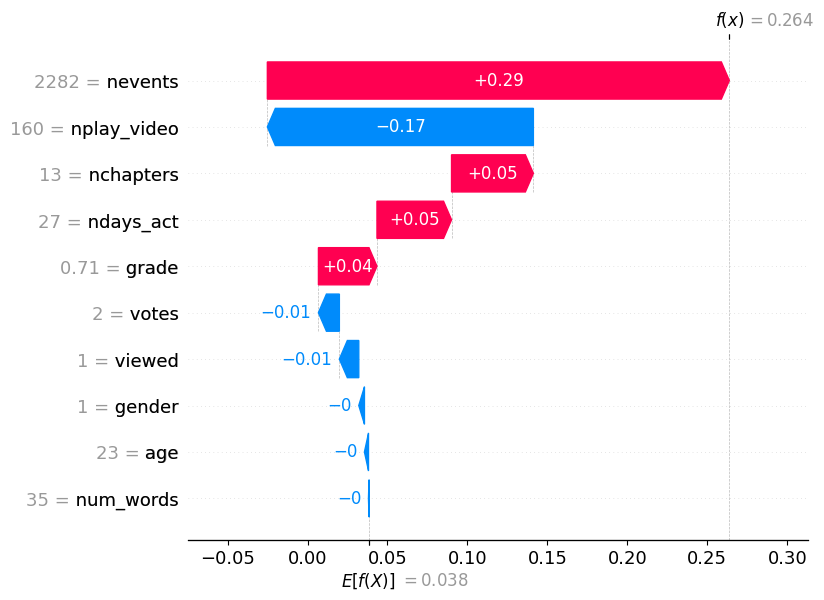 f(x) = 0.264
2282 = nevents
+0.29
160 = nplay_video
−0.17
13 = nchapters
+0.05
27 = ndays_act
+0.05
0.71 = grade
+0.04
2 = votes
−0.01
1 = viewed
−0.01
1 = gender
−0
23 = age
−0
35 = num_words
−0
−0.05 0.00 0.05 0.10 0.15 0.20 0.25 0.30
E[f(X)] = 0.038